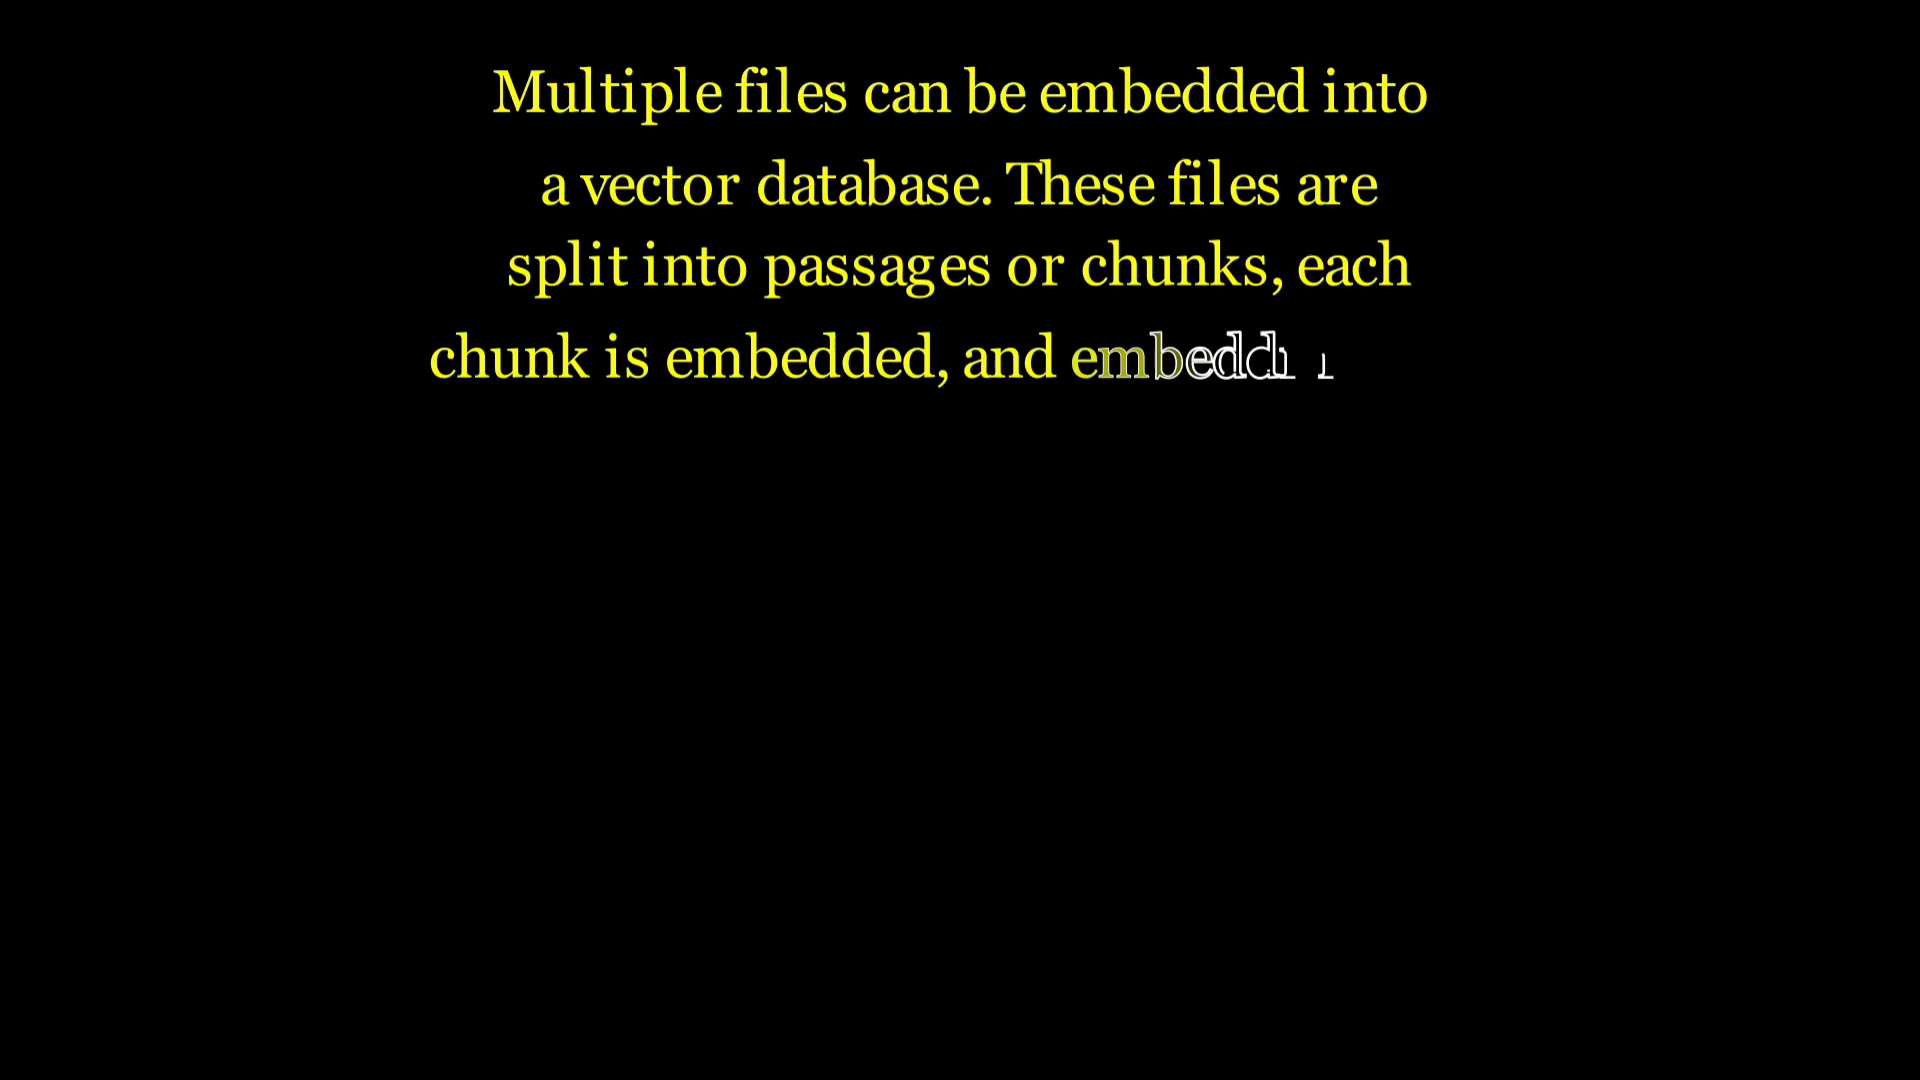 Multiple files can be embedded into
a vector database. These files are
split into passages or chunks, each
chunk is embedded, and